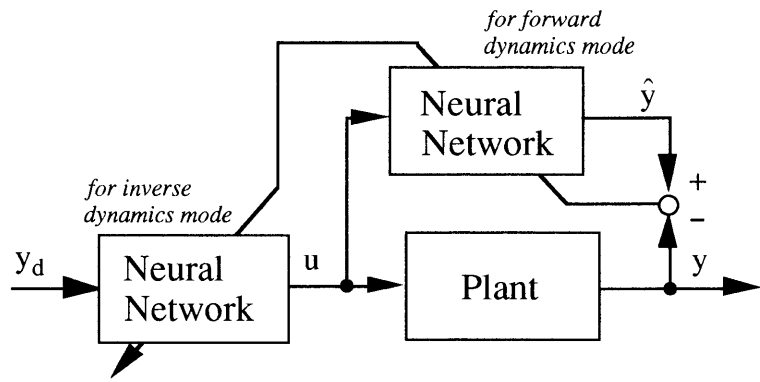 for forward
dynamics mode
Neural
Network
ŷ
+
−
for inverse
dynamics mode
y_d
Neural
Network
u
Plant
y